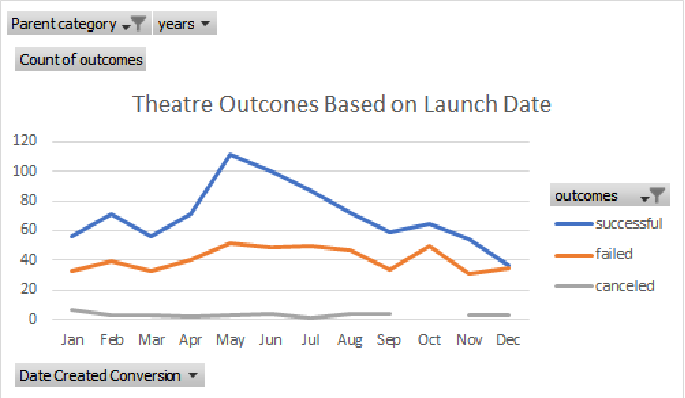 Parent category years
Count of outcomes
Theatre Outcones Based on Launch Date
120
100
80
60
40
20
0
Jan Feb Mar Apr May Jun Jul Aug Sep Oct Nov Dec
outcomes
successful
failed
canceled
Date Created Conversion